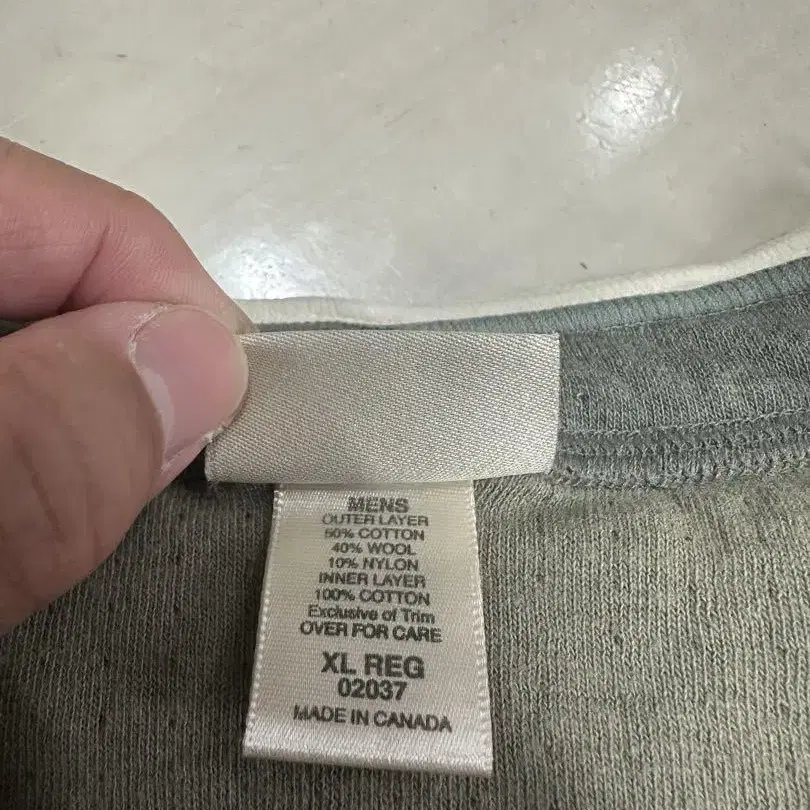 MENS
OUTER LAYER
50% COTTON
40% WOOL
10% NYLON
INNER LAYER
100% COTTON
Exclusive of Trim
OVER FOR CARE
XL REG
02037
MADE IN CANADA